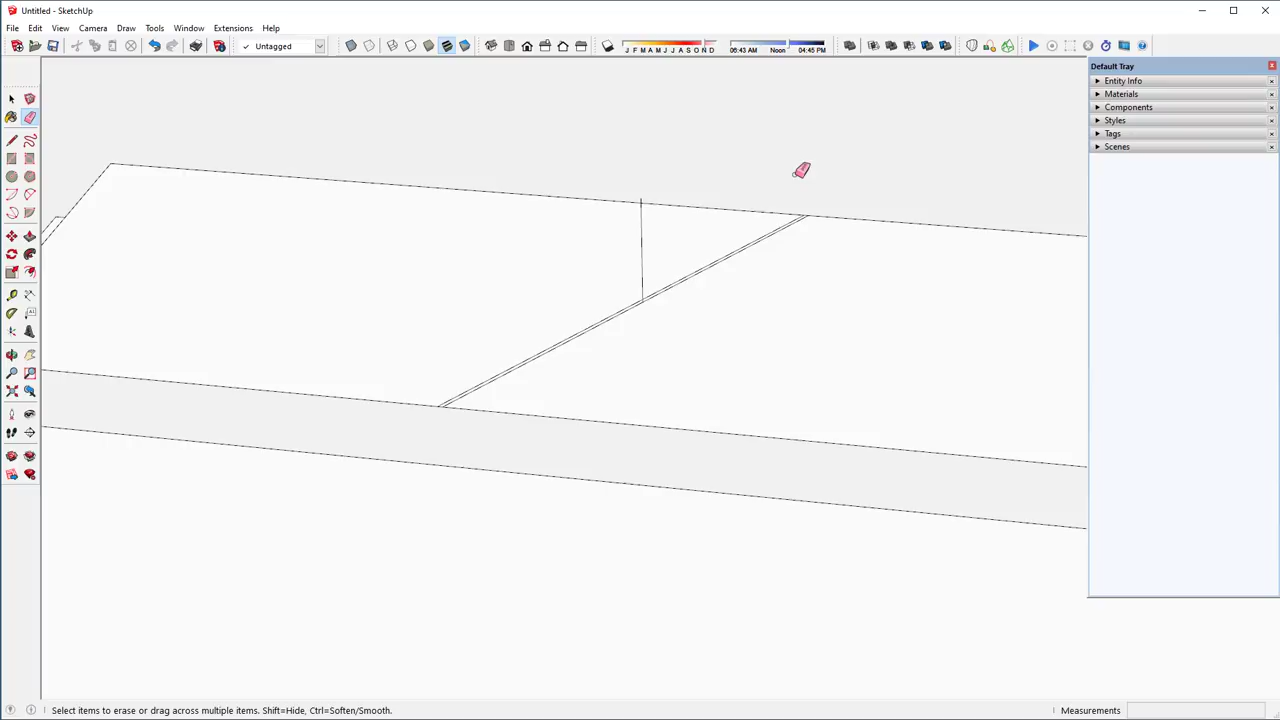 Untitled - SketchUp
File Edit View Camera Draw Tools Window Extensions Help
✓ Untagged
J F M A M J J A S O N D
06:43 AM Noon 04:45 PM
Default Tray
Entity Info
Materials
Components
Styles
Tags
Scenes
A1
Select items to erase or drag across multiple items. Shift=Hide, Ctrl=Soften/Smooth.
Measurements